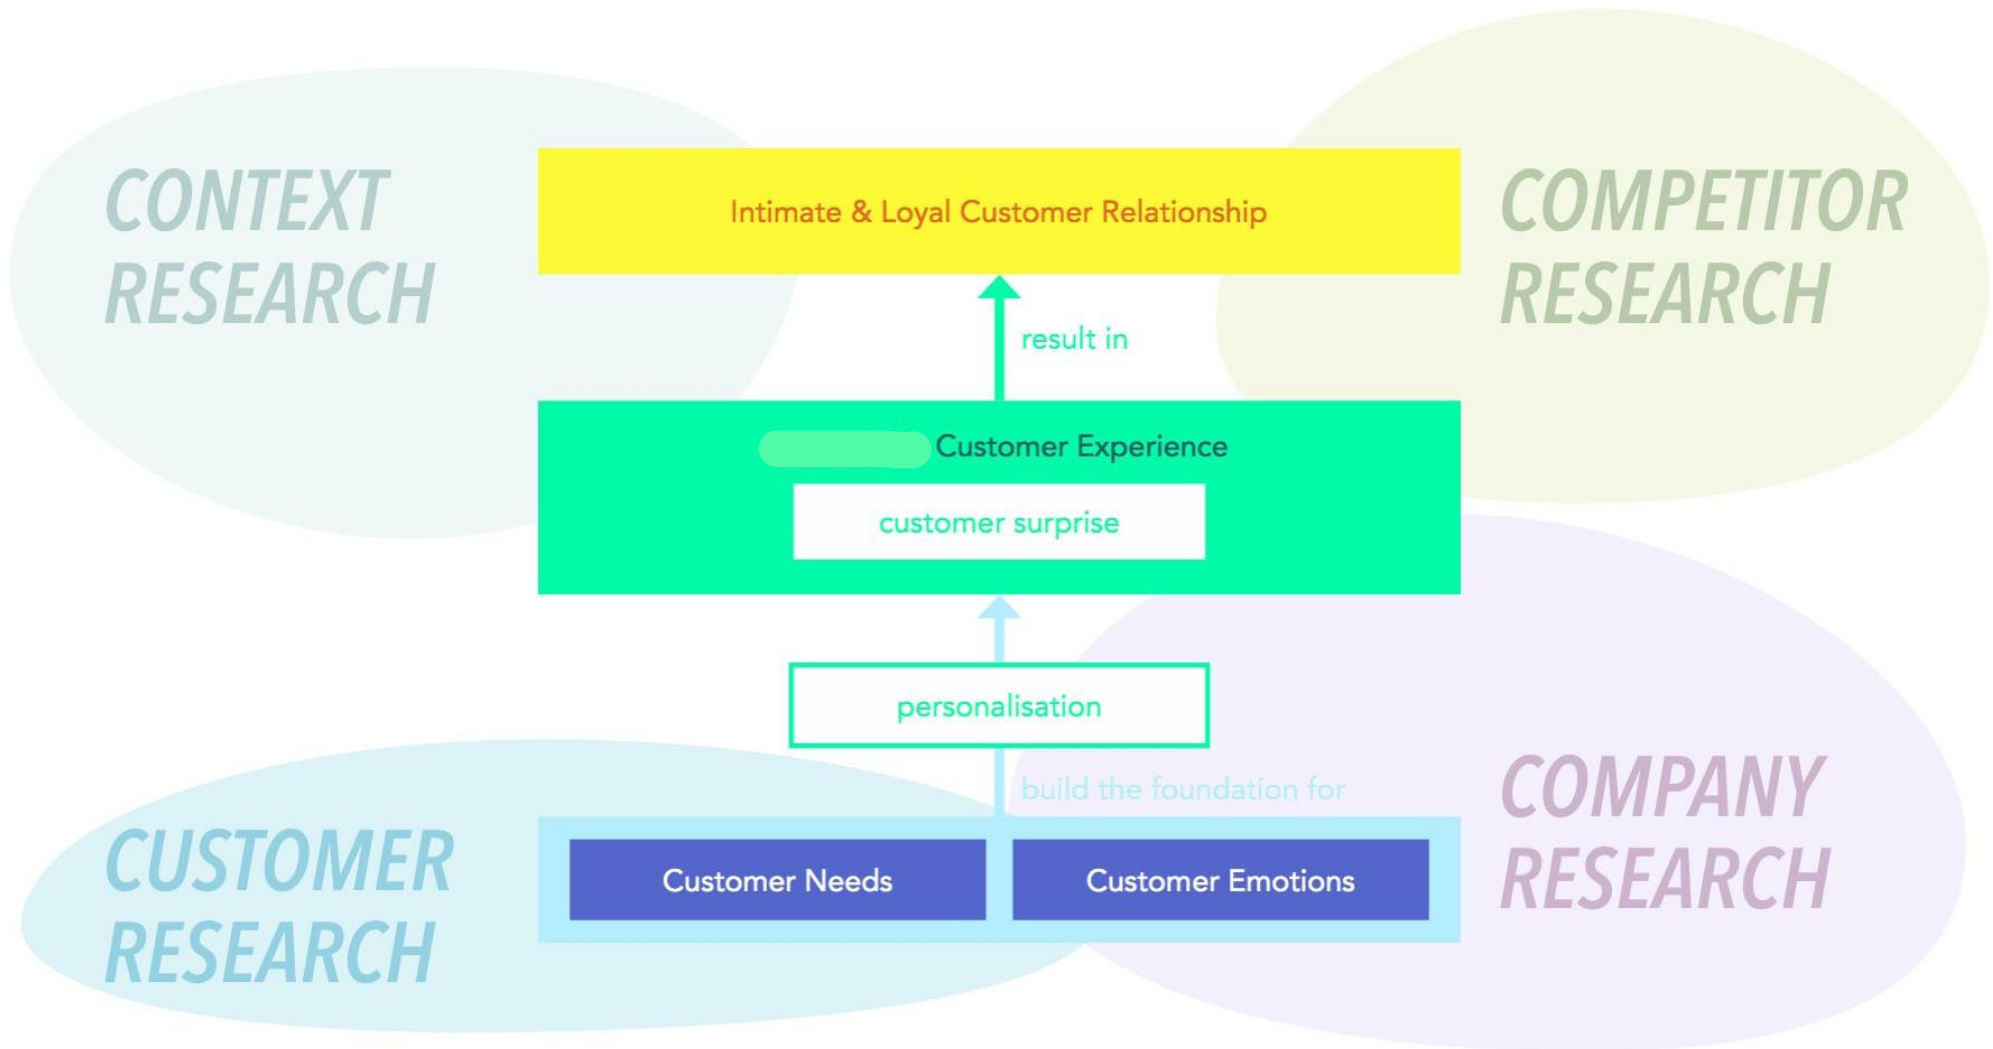 CONTEXT
RESEARCH
COMPETITOR
RESEARCH
Intimate & Loyal Customer Relationship
result in
Customer Experience
customer surprise
personalisation
build the foundation for
Customer Needs
Customer Emotions
CUSTOMER
RESEARCH
COMPANY
RESEARCH